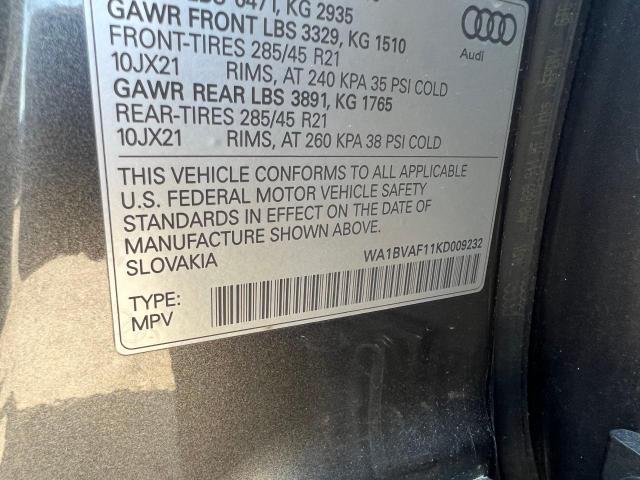 6471, KG 2935
GAWR FRONT LBS 3329, KG 1510
FRONT-TIRES 285/45 R21
10JX21 RIMS, AT 240 KPA 35 PSI COLD
GAWR REAR LBS 3891, KG 1765
REAR-TIRES 285/45 R21
10JX21 RIMS, AT 260 KPA 38 PSI COLD
Audi
THIS VEHICLE CONFORMS TO ALL APPLICABLE
U.S. FEDERAL MOTOR VEHICLE SAFETY
STANDARDS IN EFFECT ON THE DATE OF
MANUFACTURE SHOWN ABOVE.
SLOVAKIA
WA1BVAF11KD009232
TYPE:
MPV